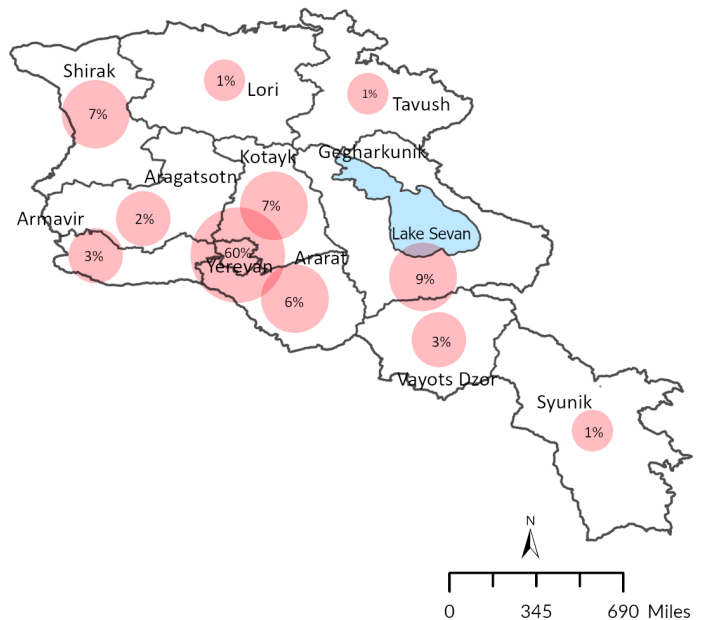 Shirak
7%
1%
Lori
1%
Tavush
Gegharkunik
Kotayk
Aragatsotn
7%
Armavir
2%
Lake Sevan
3%
60%
Yerevan
Ararat
9%
6%
3%
Vayots Dzor
Syunik
1%
N
0 345 690 Miles